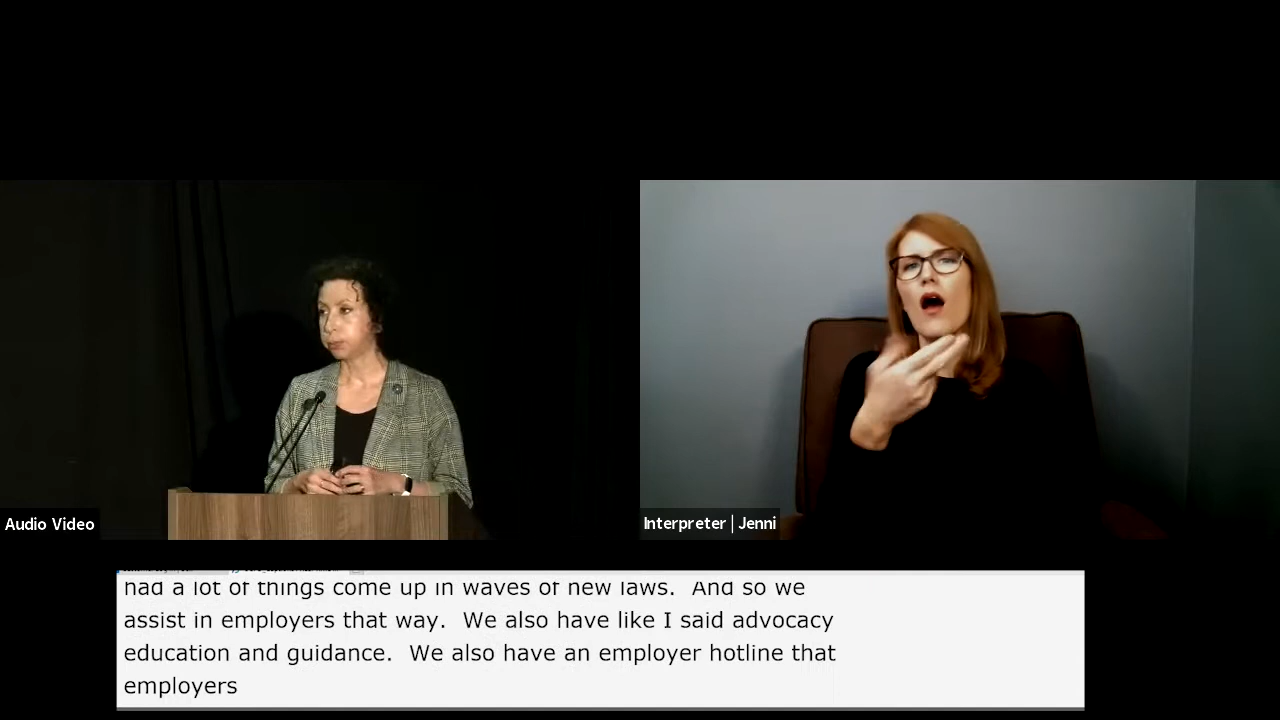 Audio Video
Interpreter | Jenni
had a lot of things come up in waves of new laws.  And so we
assist in employers that way.  We also have like I said advocacy
education and guidance.  We also have an employer hotline that
employers